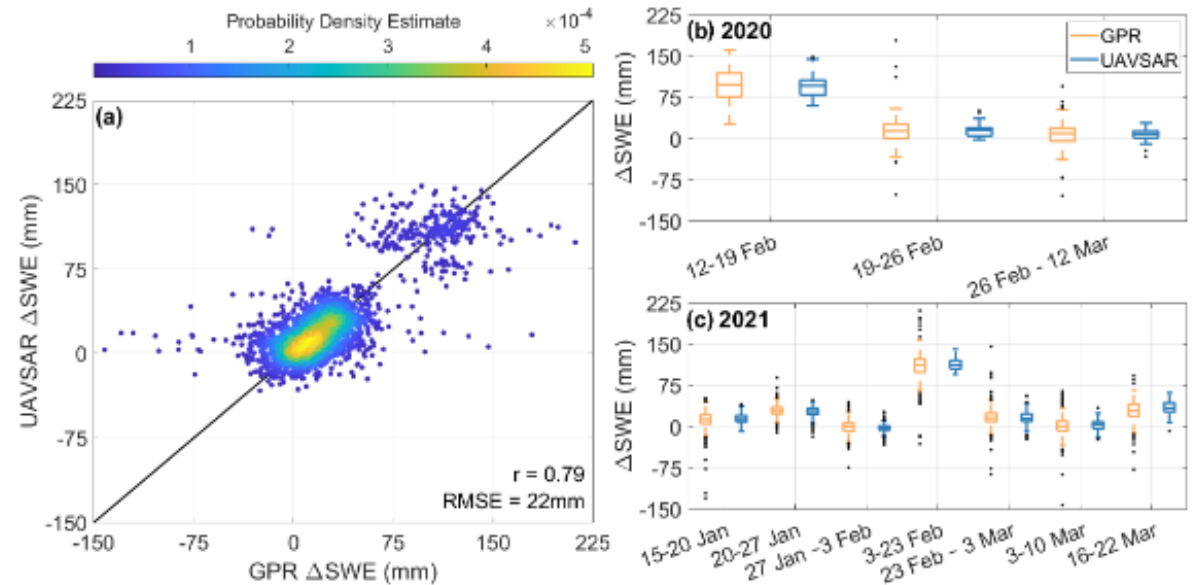 Probability Density Estimate
×10⁻⁴
1 2 3 4 5
(a)
225
150
75
0
-75
-150
UAVSAR ΔSWE (mm)
r = 0.79
RMSE = 22mm
-150 -75 0 75 150 225
GPR ΔSWE (mm)
(b) 2020
GPR
UAVSAR
225
150
75
0
-75
-150
ΔSWE (mm)
12-19 Feb
19-26 Feb
26 Feb - 12 Mar
(c) 2021
225
150
75
0
-75
-150
ΔSWE (mm)
15-20 Jan
20-27 Jan
27 Jan -3 Feb
3-23 Feb
23 Feb - 3 Mar
3-10 Mar
16-22 Mar